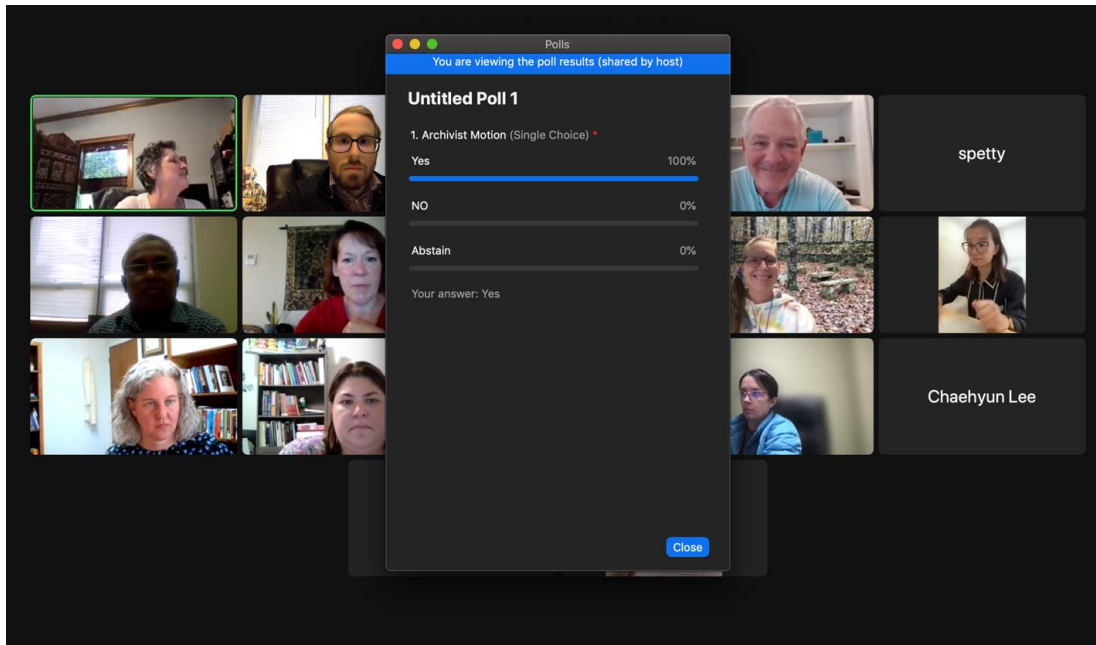 Polls
You are viewing the poll results (shared by host)
Untitled Poll 1
1. Archivist Motion (Single Choice) *
Yes 100%
NO 0%
Abstain 0%
Your answer: Yes
Close
spetty
Chaehyun Lee